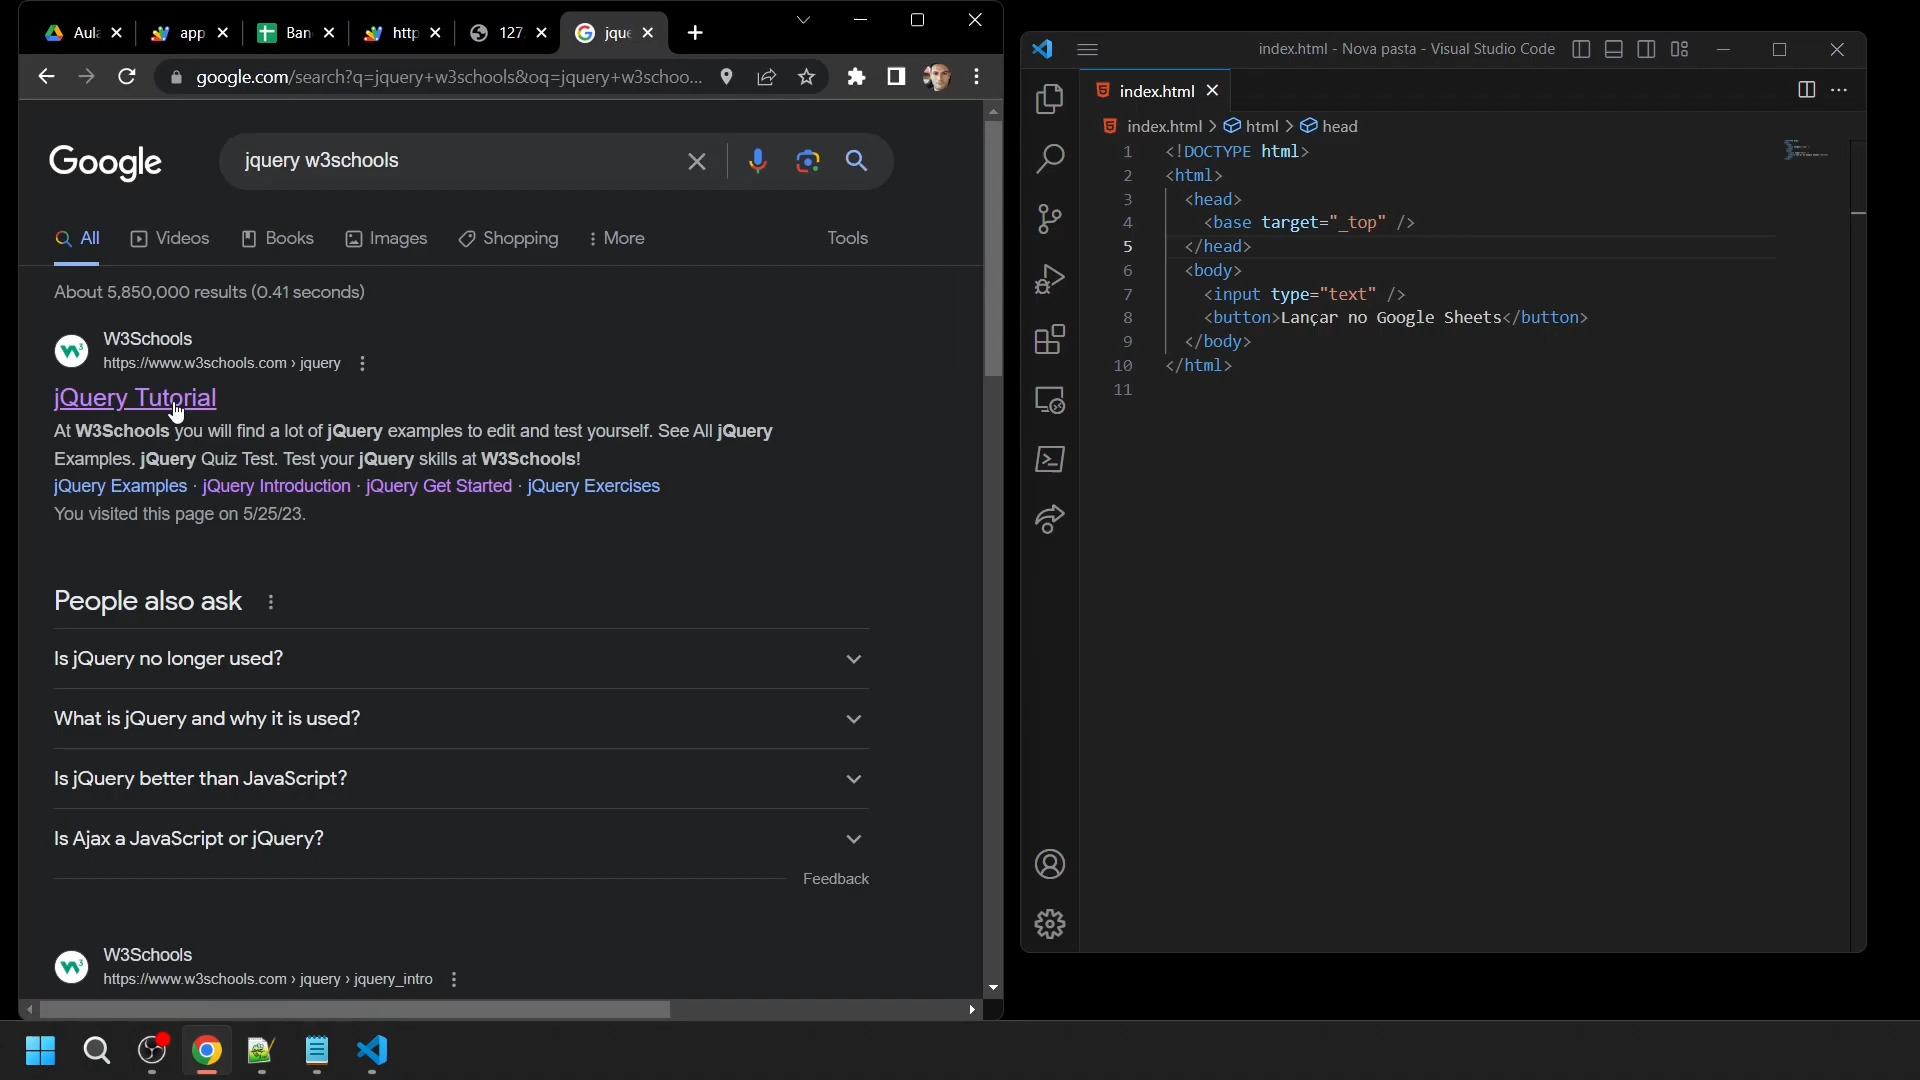 Aula
app
Ban
http
127.
jque
google.com/search?q=jquery+w3schools&oq=jquery+w3schoo...
Google
jquery w3schools
All
Videos
Books
Images
Shopping
More
Tools
About 5,850,000 results (0.41 seconds)
W3Schools
https://www.w3schools.com › jquery
jQuery Tutorial
At W3Schools you will find a lot of jQuery examples to edit and test yourself. See All jQuery
Examples. jQuery Quiz Test. Test your jQuery skills at W3Schools!
jQuery Examples · jQuery Introduction · jQuery Get Started · jQuery Exercises
You visited this page on 5/25/23.
People also ask
Is jQuery no longer used?
What is jQuery and why it is used?
Is jQuery better than JavaScript?
Is Ajax a JavaScript or jQuery?
Feedback
W3Schools
https://www.w3schools.com › jquery › jquery_intro
index.html - Nova pasta - Visual Studio Code
index.html
index.html > html > head
1 <!DOCTYPE html>
2 <html>
3 <head>
4 <base target="_top" />
5 </head>
6 <body>
7 <input type="text" />
8 <button>Lançar no Google Sheets</button>
9 </body>
10 </html>
11